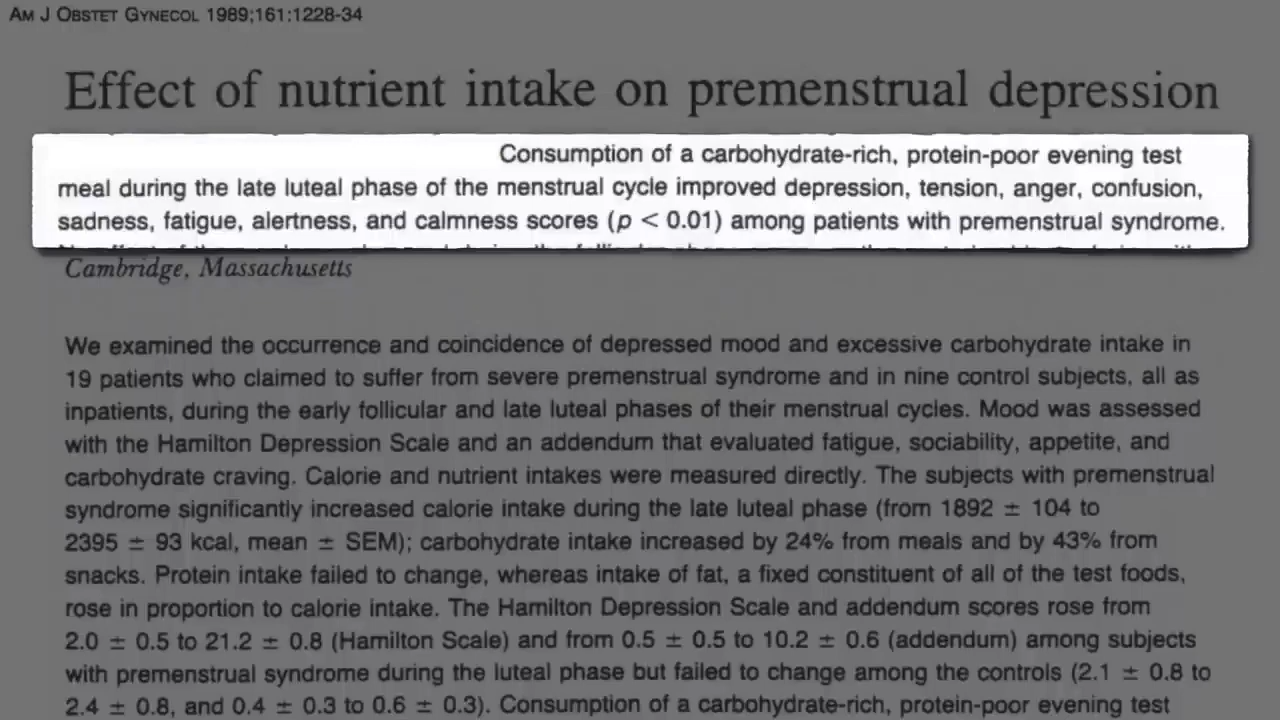 AM J OBSTET GYNECOL 1989;161:1228-34
Effect of nutrient intake on premenstrual depression
Consumption of a carbohydrate-rich, protein-poor evening test
meal during the late luteal phase of the menstrual cycle improved depression, tension, anger, confusion,
sadness, fatigue, alertness, and calmness scores (p < 0.01) among patients with premenstrual syndrome.
Cambridge, Massachusetts
We examined the occurrence and coincidence of depressed mood and excessive carbohydrate intake in
19 patients who claimed to suffer from severe premenstrual syndrome and in nine control subjects, all as
inpatients, during the early follicular and late luteal phases of their menstrual cycles. Mood was assessed
with the Hamilton Depression Scale and an addendum that evaluated fatigue, sociability, appetite, and
carbohydrate craving. Calorie and nutrient intakes were measured directly. The subjects with premenstrual
syndrome significantly increased calorie intake during the late luteal phase (from 1892 ± 104 to
2395 ± 93 kcal, mean ± SEM); carbohydrate intake increased by 24% from meals and by 43% from
snacks. Protein intake failed to change, whereas intake of fat, a fixed constituent of all of the test foods,
rose in proportion to calorie intake. The Hamilton Depression Scale and addendum scores rose from
2.0 ± 0.5 to 21.2 ± 0.8 (Hamilton Scale) and from 0.5 ± 0.5 to 10.2 ± 0.6 (addendum) among subjects
with premenstrual syndrome during the luteal phase but failed to change among the controls (2.1 ± 0.8 to
2.4 ± 0.8, and 0.4 ± 0.3 to 0.6 ± 0.3). Consumption of a carbohydrate-rich, protein-poor evening test